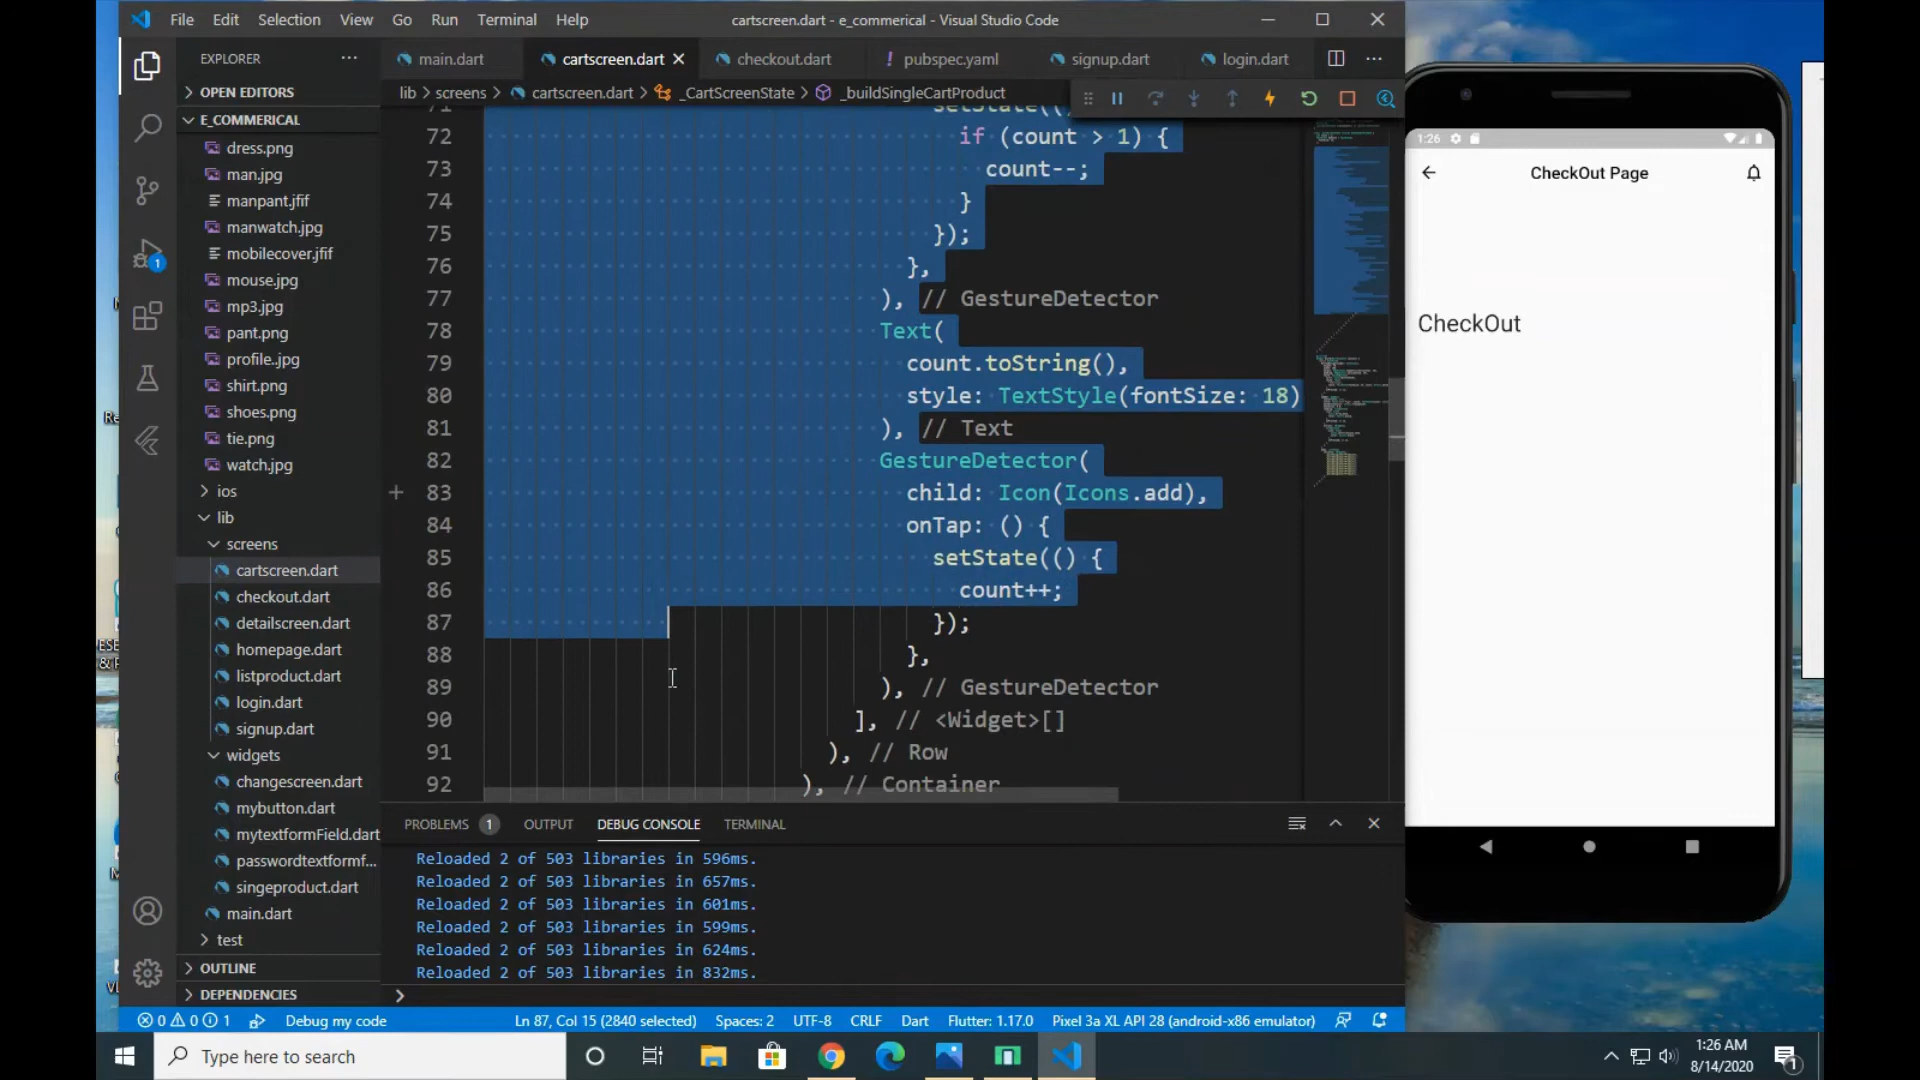 File Edit Selection View Go Run Terminal Help cartscreen.dart - e_commerical - Visual Studio Code
EXPLORER
main.dart cartscreen.dart checkout.dart ! pubspec.yaml signup.dart login.dart
OPEN EDITORS
lib > screens > cartscreen.dart > _CartScreenState > _buildSingleCartProduct
E_COMMERICAL
dress.png
man.jpg
manpant.jfif
manwatch.jpg
mobilecover.jfif
mouse.jpg
mp3.jpg
pant.png
profile..jpg
shirt.png
shoes.png
tie.png
watch.jpg
ios
lib
screens
cartscreen.dart
checkout.dart
detailscreen.dart
homepage.dart
listproduct.dart
login.dart
signup.dart
widgets
changescreen.dart
mybutton.dart
mytextformField.dart
passwordtextformf...
singeproduct.dart
main.dart
test
OUTLINE
DEPENDENCIES
71 setState(()
72 if (count > 1) {
73 count--;
74 }
75 });
76 },
77 ), // GestureDetector
78 Text(
79 count.toString(),
80 style: TextStyle(fontSize: 18)
81 ), // Text
82 GestureDetector(
83 child: Icon(Icons.add),
84 onTap: () {
85 setState(() {
86 count++;
87 });
88 },
89 ), // GestureDetector
90 ], // <Widget>[]
91 ), // Row
92 ), // Container
PROBLEMS 1 OUTPUT DEBUG CONSOLE TERMINAL
Reloaded 2 of 503 libraries in 596ms.
Reloaded 2 of 503 libraries in 657ms.
Reloaded 2 of 503 libraries in 601ms.
Reloaded 2 of 503 libraries in 599ms.
Reloaded 2 of 503 libraries in 624ms.
Reloaded 2 of 503 libraries in 832ms.
1:26
CheckOut Page
CheckOut
0 0 1 Debug my code Ln 87, Col 15 (2840 selected) Spaces: 2 UTF-8 CRLF Dart Flutter: 1.17.0 Pixel 3a XL API 28 (android-x86 emulator)
Type here to search
1:26 AM
8/14/2020
1